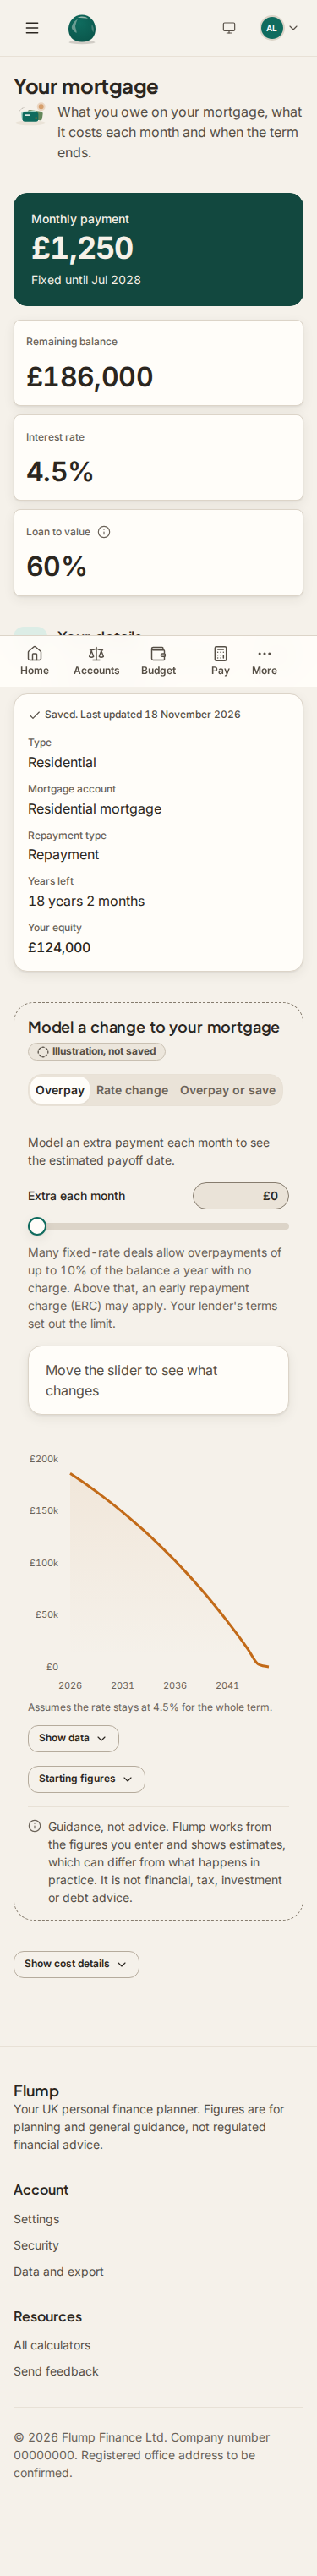 AL
Your mortgage
What you owe on your mortgage, what
it costs each month and when the term
ends.
Monthly payment
£1,250
Fixed until Jul 2028
Remaining balance
£186,000
Interest rate
4.5%
Loan to value
60%
Your details
Home
Accounts
Budget
Pay
More
Saved. Last updated 18 November 2026
Type
Residential
Mortgage account
Residential mortgage
Repayment type
Repayment
Years left
18 years 2 months
Your equity
£124,000
Model a change to your mortgage
Illustration, not saved
Overpay
Rate change
Overpay or save
Model an extra payment each month to see
the estimated payoff date.
Extra each month
£0
Many fixed-rate deals allow overpayments of
up to 10% of the balance a year with no
charge. Above that, an early repayment
charge (ERC) may apply. Your lender's terms
set out the limit.
Move the slider to see what
changes
£200k
£150k
£100k
£50k
£0
2026
2031
2036
2041
Assumes the rate stays at 4.5% for the whole term.
Show data
Starting figures
Guidance, not advice. Flump works from
the figures you enter and shows estimates,
which can differ from what happens in
practice. It is not financial, tax, investment
or debt advice.
Show cost details
Flump
Your UK personal finance planner. Figures are for
planning and general guidance, not regulated
financial advice.
Account
Settings
Security
Data and export
Resources
All calculators
Send feedback
© 2026 Flump Finance Ltd. Company number
00000000. Registered office address to be
confirmed.